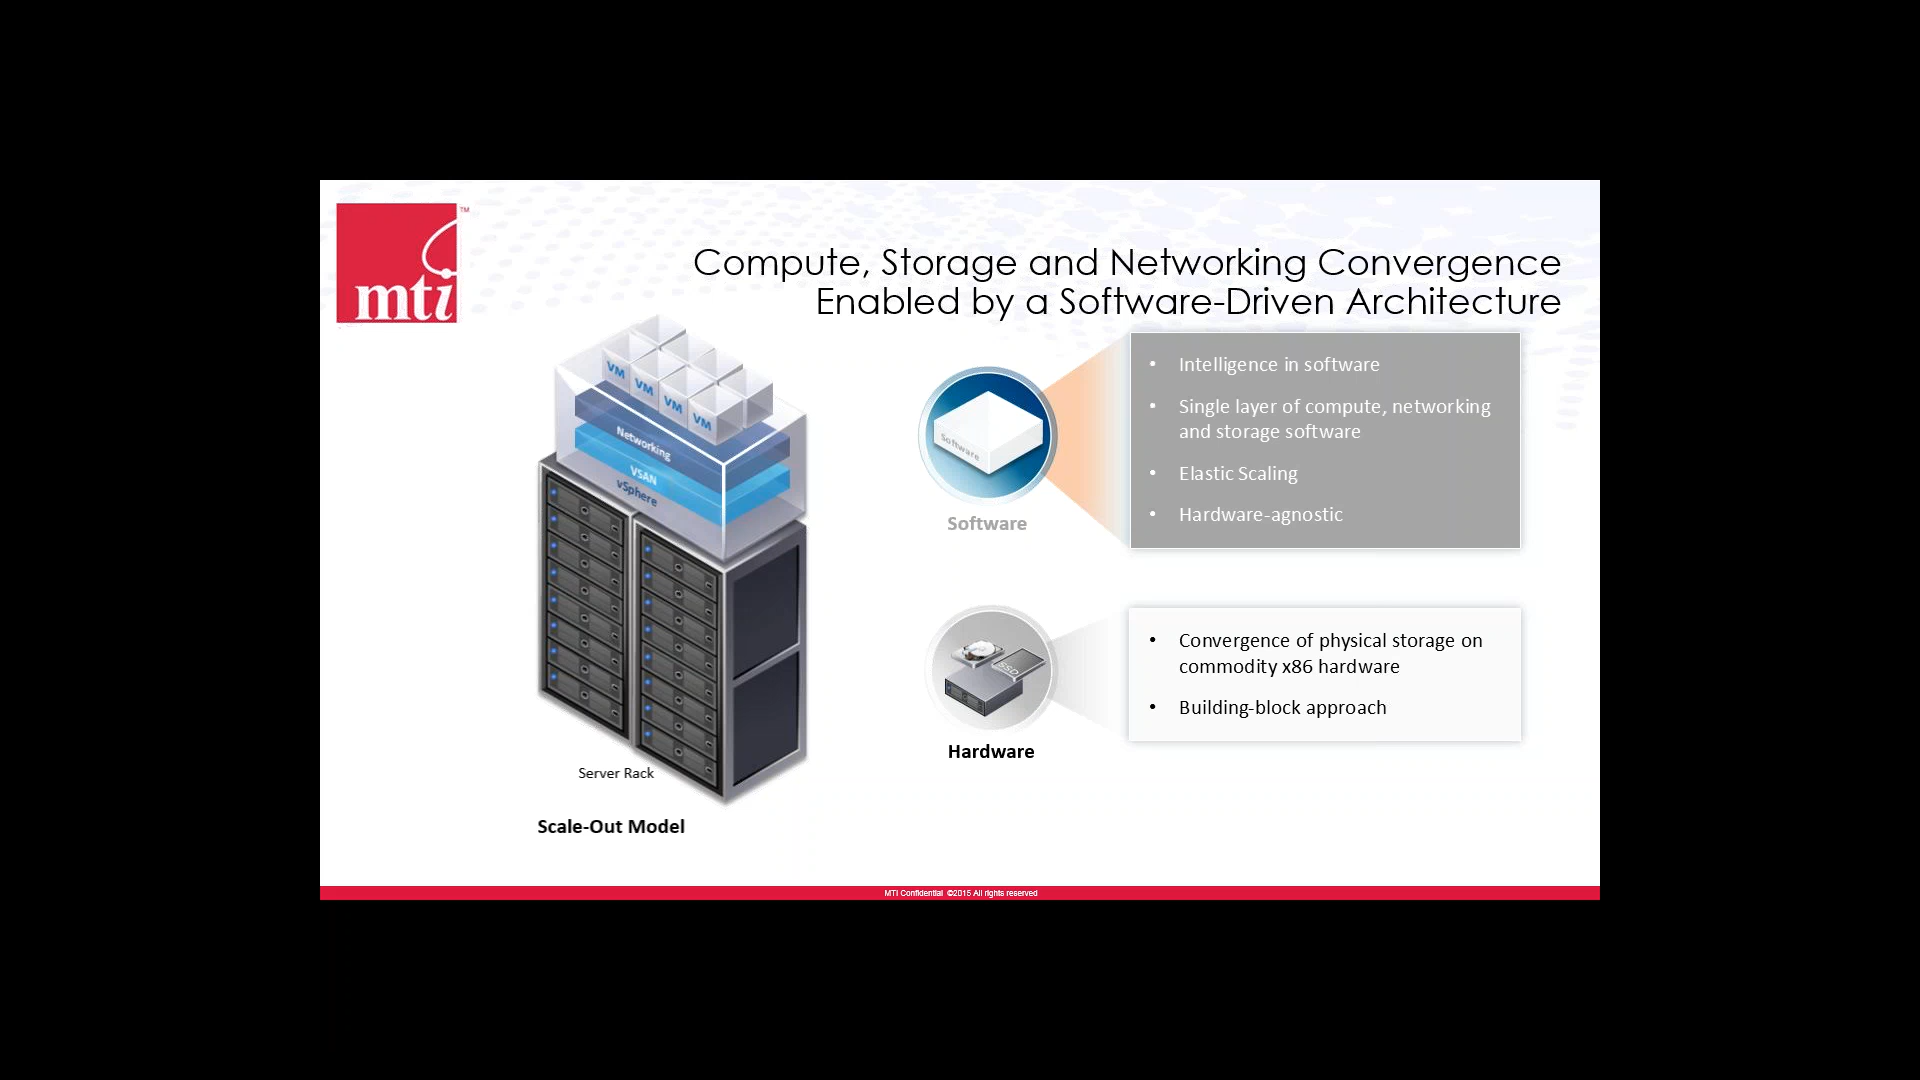 mti
TM
Compute, Storage and Networking Convergence
Enabled by a Software-Driven Architecture
VM
VM
VM
VM
Networking
VSAN
vSphere
Server Rack
Scale-Out Model
Software
Software
• Intelligence in software
• Single layer of compute, networking
and storage software
• Elastic Scaling
• Hardware-agnostic
SSD
Hardware
• Convergence of physical storage on
commodity x86 hardware
• Building-block approach
MTI Confidential ©2015 All rights reserved